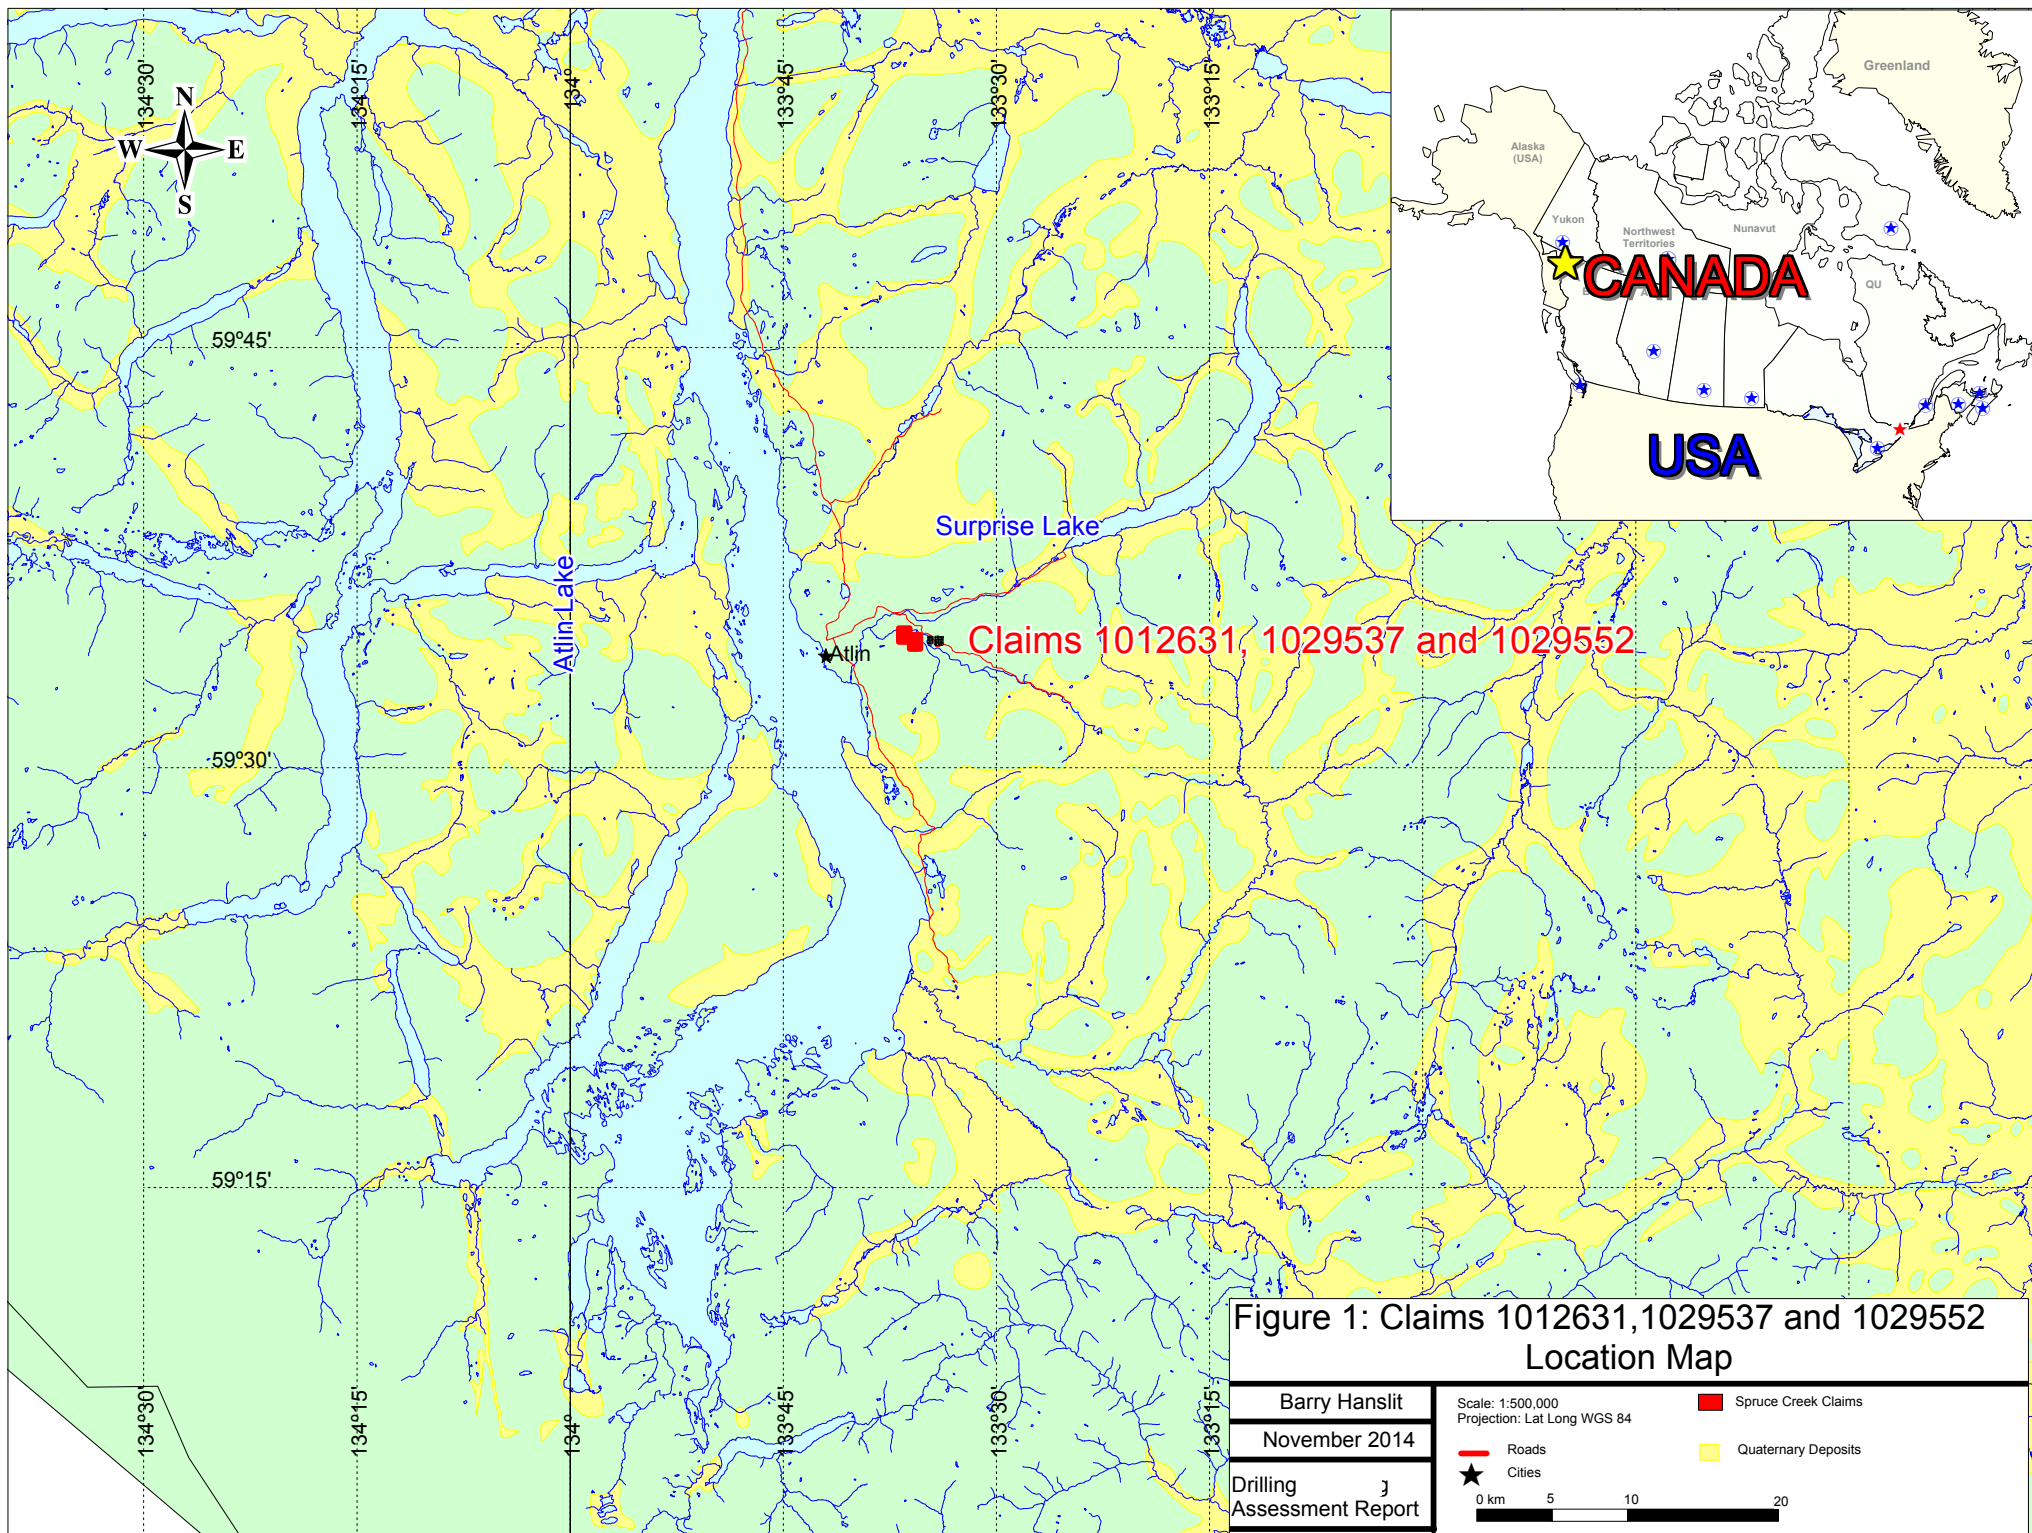 134°30'
134°15'
134°
133°45'
133°30'
133°15'
N
W
E
S
Greenland
Alaska
(USA)
Yukon
Northwest
Territories
Nunavut
QU
CANADA
USA
59°45'
Surprise Lake
Atlin Lake
Claims 1012631, 1029537 and 1029552
Atlin
59°30'
59°15'
134°30'
134°15'
134°
133°45'
133°30'
133°15'
Figure 1: Claims 1012631,1029537 and 1029552
Location Map
Barry Hanslit
November 2014
Drilling g
Assessment Report
Scale: 1:500,000
Projection: Lat Long WGS 84
Roads
Cities
Spruce Creek Claims
Quaternary Deposits
0 km 5 10 20